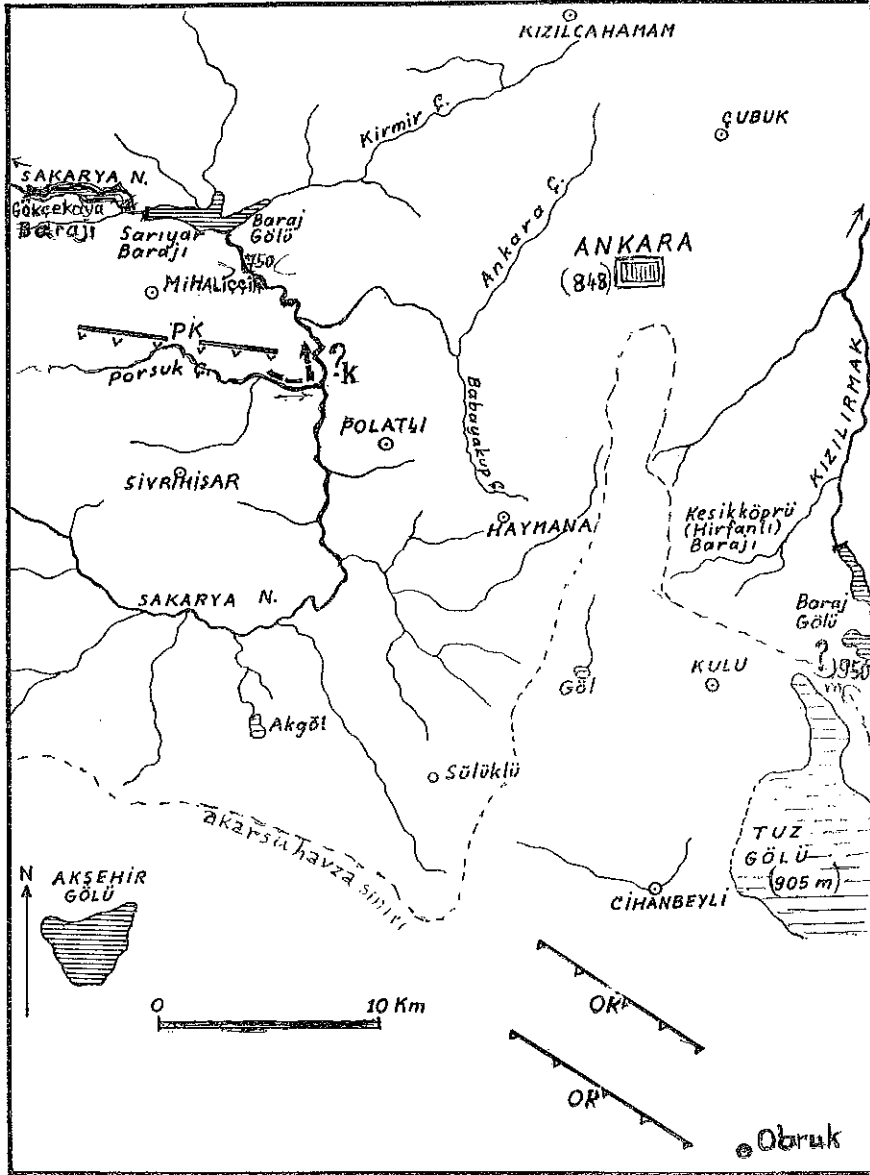 KIZILCAHAMAM
Kirmir Ç.
ÇUBUK
SAKARYA N.
Gökçekaya
Barajı
Sarıyar
Barajı
Baraj
Gölü
750
Ankara Ç.
ANKARA
(848)
MİHALIÇÇIK
PK
Porsuk Ç.
?
K
POLATLI
Babayakup Ç.
KIZILIRMAK
SİVRİHİSAR
HAYMANA
Kesikköprü
(Hirfanlı)
Barajı
SAKARYA N.
Baraj
Gölü
?
950
m
Göl
KULU
Akgöl
Sülüklü
akarsu havza sınırı
TUZ
GÖLÜ
(905 m)
N
AKŞEHİR
GÖLÜ
CİHANBEYLİ
0 10 Km
OK
OK
Obruk